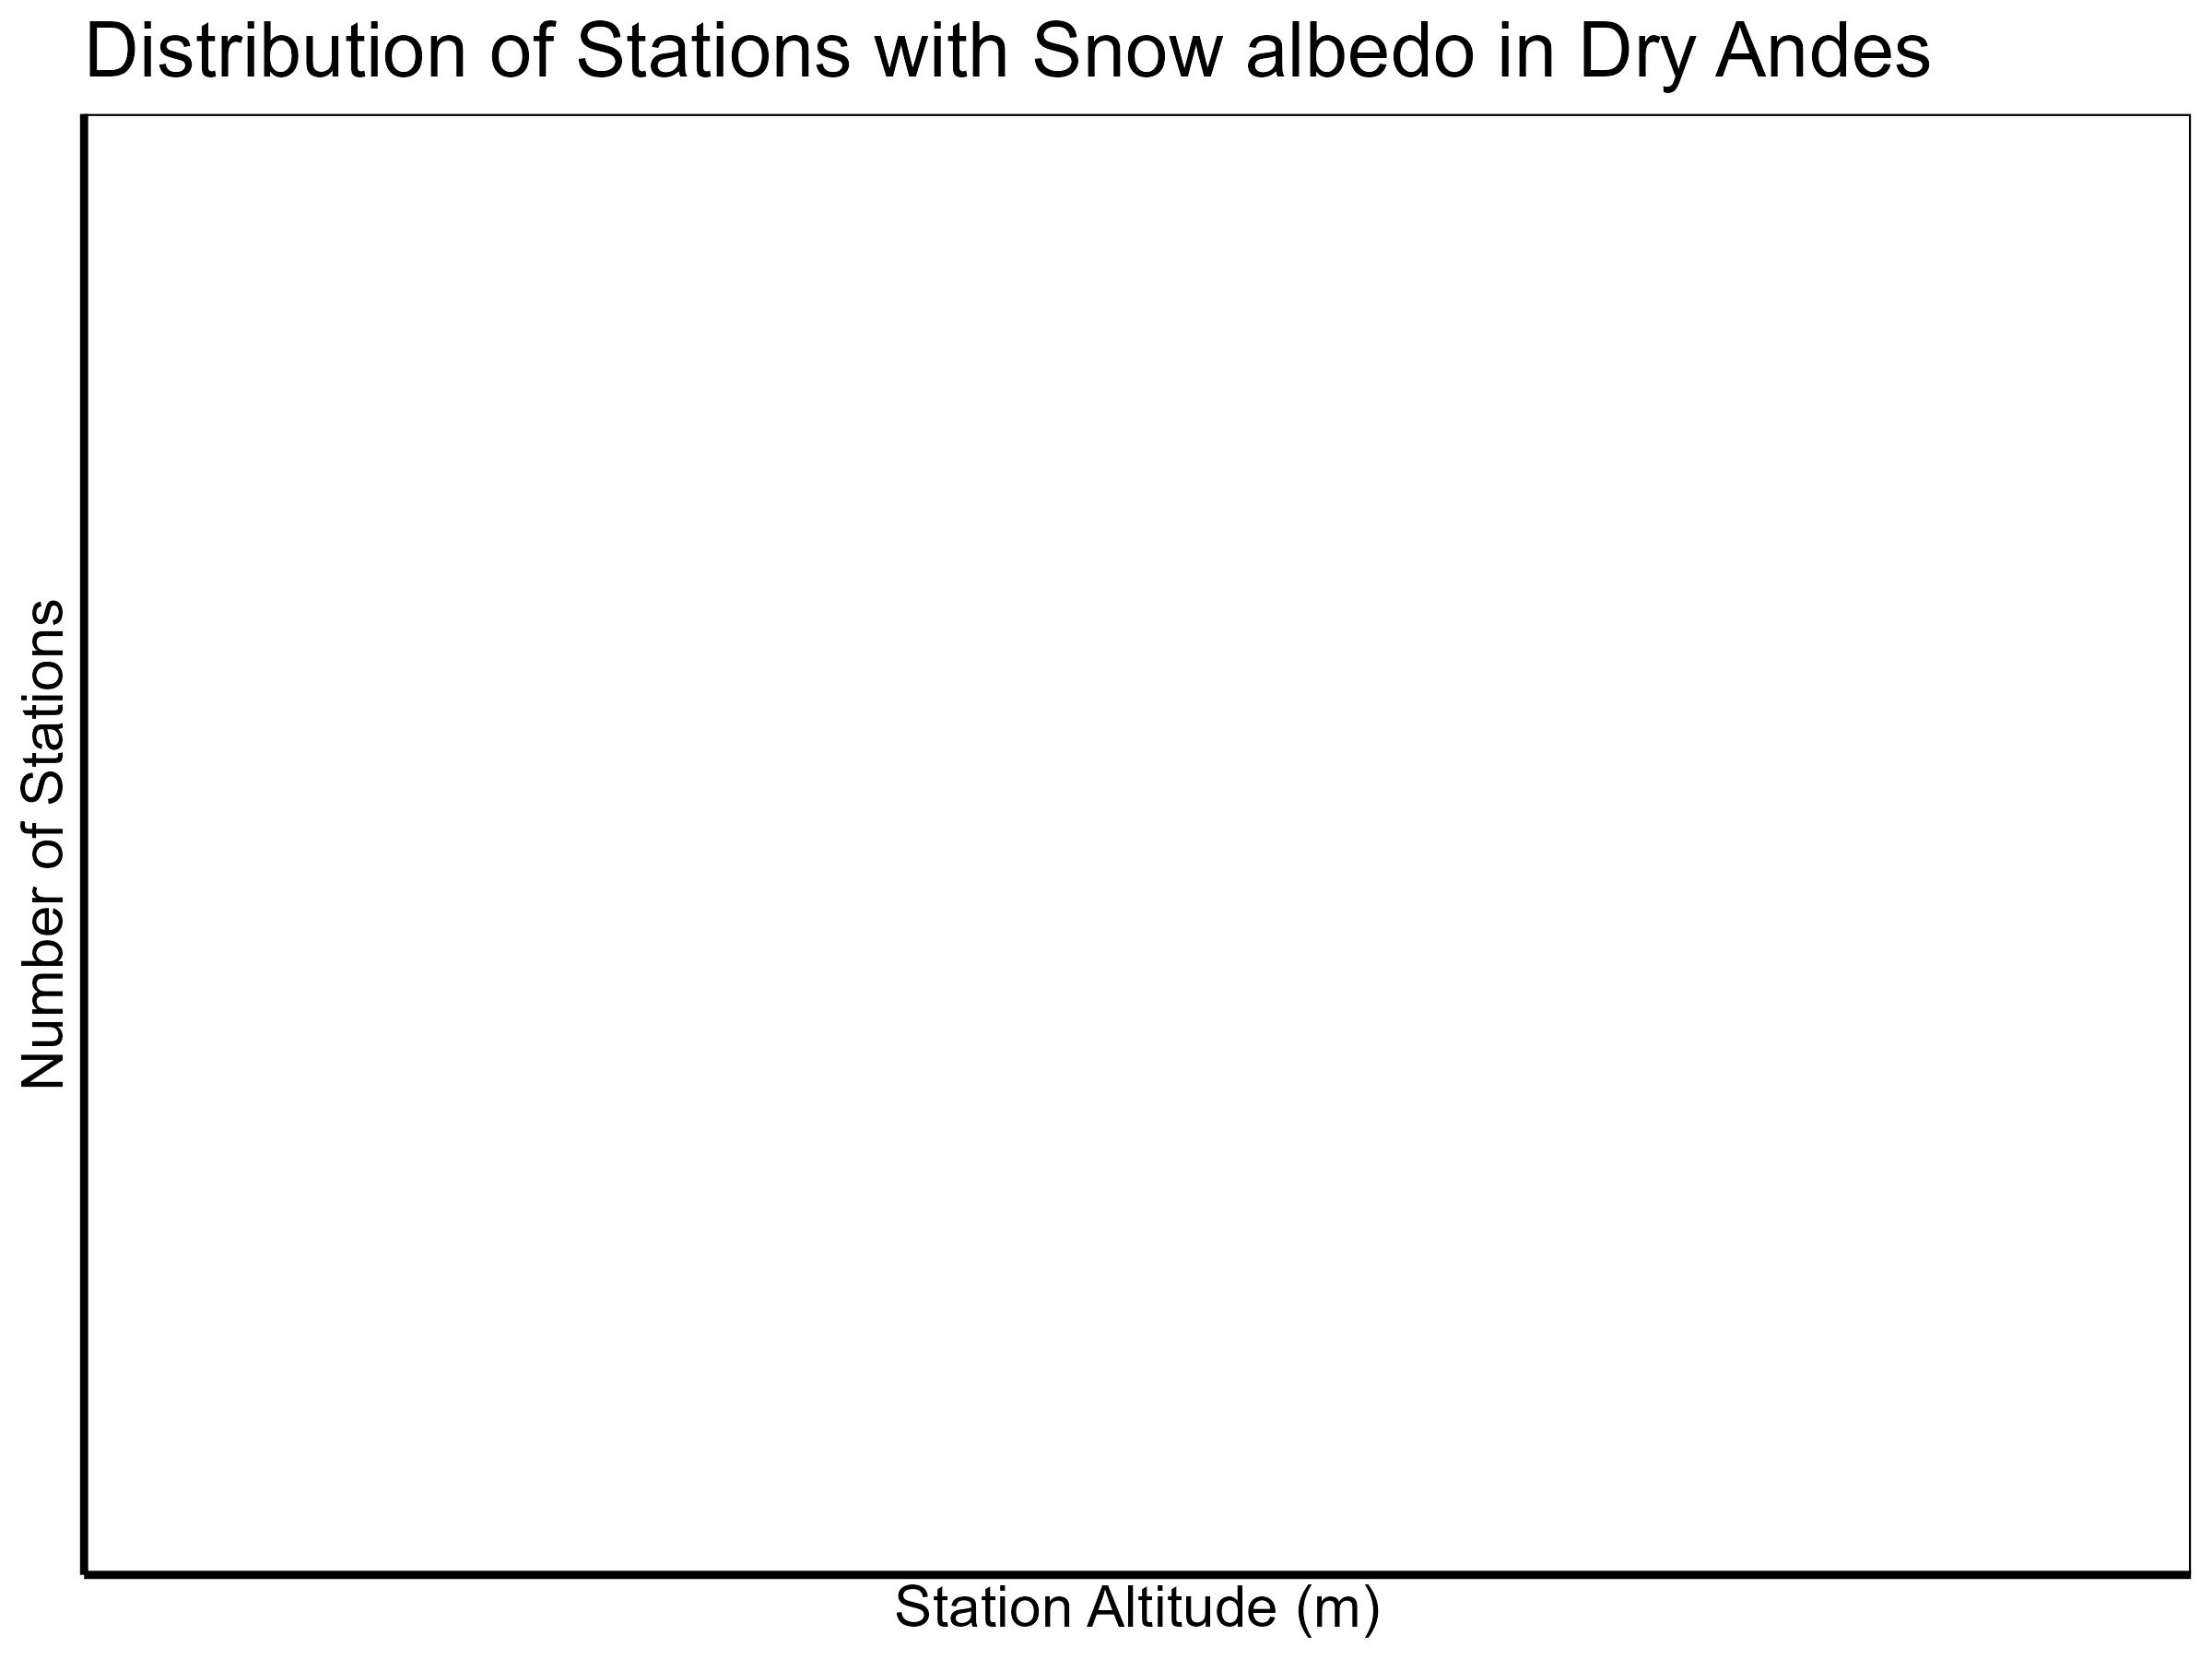 Distribution of Stations with Snow albedo in Dry Andes
Number of Stations
Station Altitude (m)